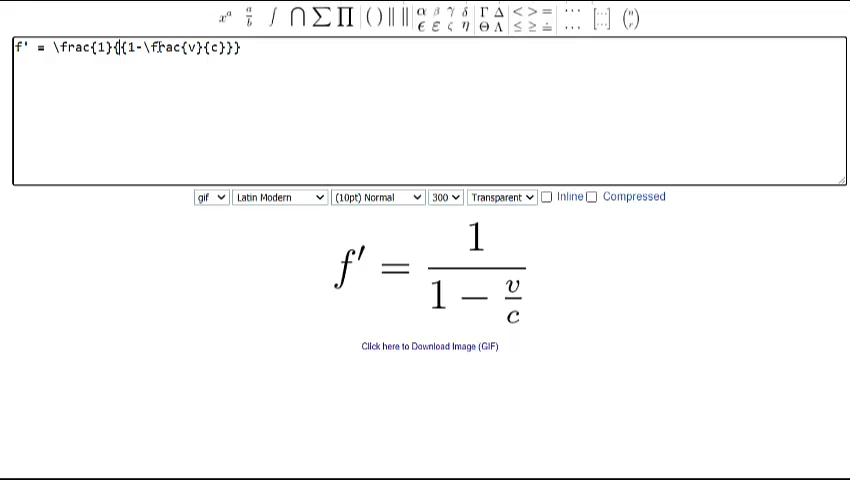 xᵃ a/b ∫ ⋂ ∑ ∏ ( ) || || α β γ δ Γ Δ < > = ... [...] (n r)
ϵ ε ζ η Θ Λ ≤ ≥ ≐ ...
f' = \frac{1}{{1-\frac{v}{c}}}
gif Latin Modern (10pt) Normal 300 Transparent Inline Compressed
f′ = 1 / (1 − v/c)
Click here to Download Image (GIF)